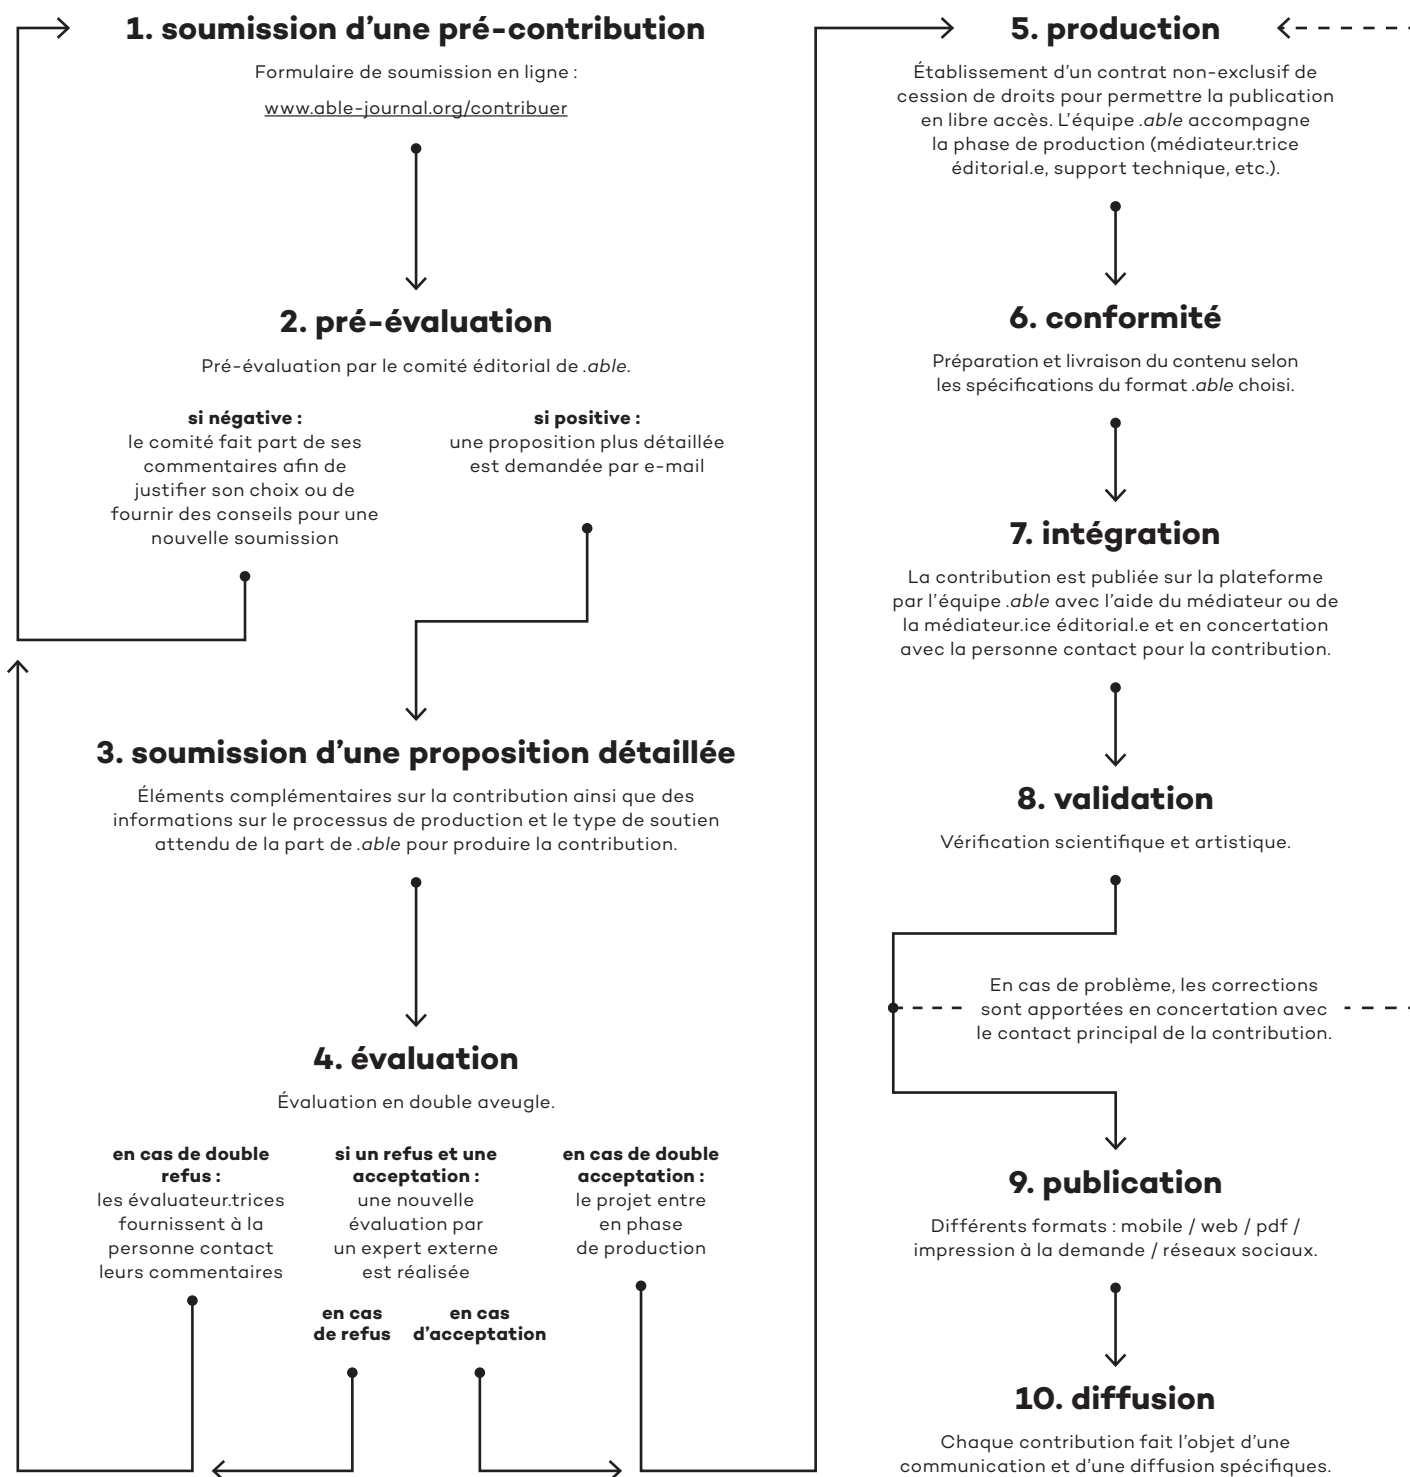 1. soumission d'une pré-contribution
Formulaire de soumission en ligne :
www.able-journal.org/contribuer
2. pré-évaluation
Pré-évaluation par le comité éditorial de .able.
si négative :
le comité fait part de ses
commentaires afin de
justifier son choix ou de
fournir des conseils pour une
nouvelle soumission
si positive :
une proposition plus détaillée
est demandée par e-mail
3. soumission d'une proposition détaillée
Éléments complémentaires sur la contribution ainsi que des
informations sur le processus de production et le type de soutien
attendu de la part de .able pour produire la contribution.
4. évaluation
Évaluation en double aveugle.
en cas de double
refus :
les évaluateur.trices
fournissent à la
personne contact
leurs commentaires
si un refus et une
acceptation :
une nouvelle
évaluation par
un expert externe
est réalisée
en cas
de refus
en cas
d'acceptation
en cas de double
acceptation :
le projet entre
en phase
de production
5. production
Établissement d'un contrat non-exclusif de
cession de droits pour permettre la publication
en libre accès. L'équipe .able accompagne
la phase de production (médiateur.trice
éditorial.e, support technique, etc.).
6. conformité
Préparation et livraison du contenu selon
les spécifications du format .able choisi.
7. intégration
La contribution est publiée sur la plateforme
par l'équipe .able avec l'aide du médiateur ou de
la médiateur.ice éditorial.e et en concertation
avec la personne contact pour la contribution.
8. validation
Vérification scientifique et artistique.
En cas de problème, les corrections
sont apportées en concertation avec
le contact principal de la contribution.
9. publication
Différents formats : mobile / web / pdf /
impression à la demande / réseaux sociaux.
10. diffusion
Chaque contribution fait l'objet d'une
communication et d'une diffusion spécifiques.